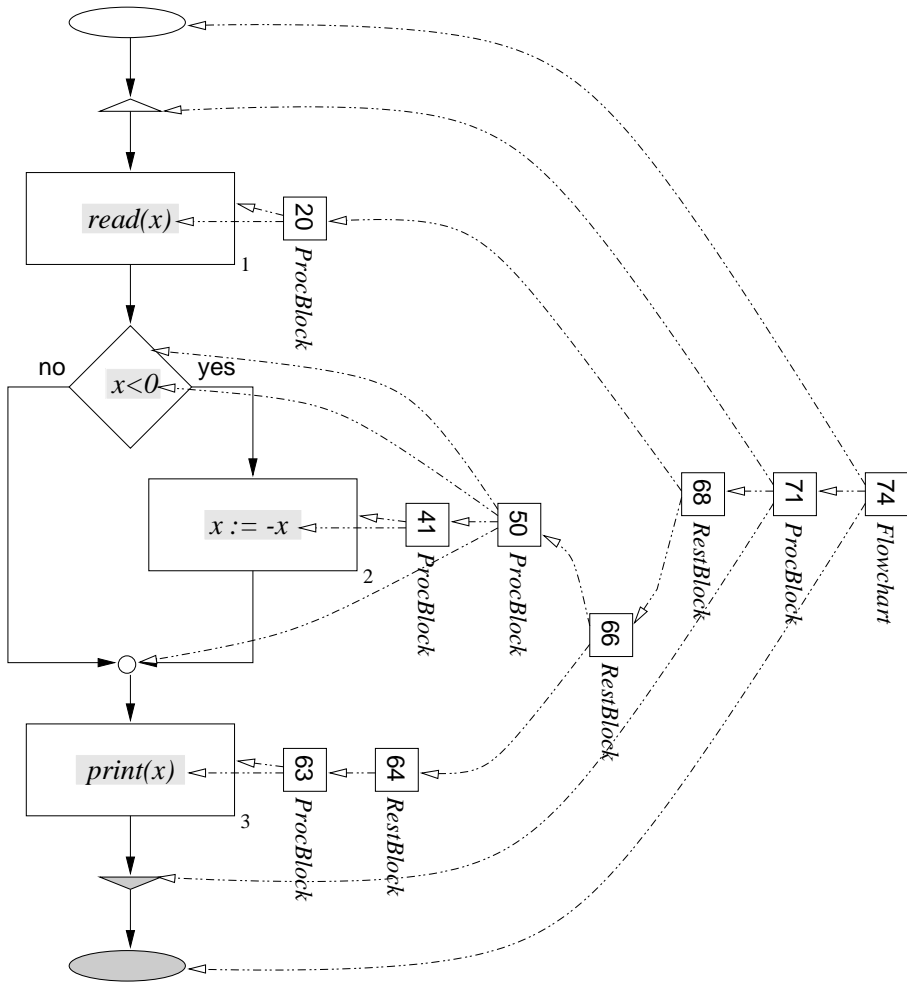 read(x)
1
20
ProcBlock
no
yes
x<0
x := -x
2
41
ProcBlock
50
ProcBlock
68
RestBlock
71
ProcBlock
74
Flowchart
66
RestBlock
print(x)
3
63
ProcBlock
64
RestBlock